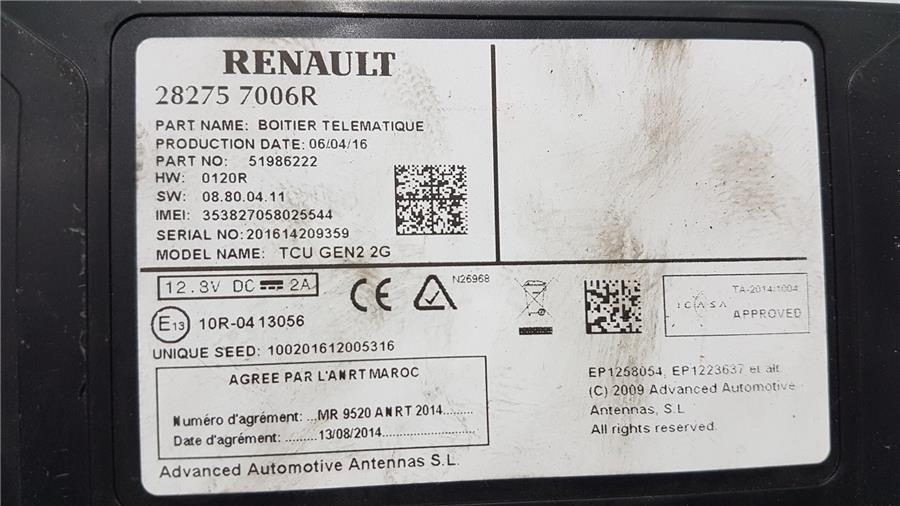 RENAULT
28275 7006R
PART NAME: BOITIER TELEMATIQUE
PRODUCTION DATE: 06/04/16
PART NO: 51986222
HW: 0120R
SW: 08.80.04.11
IMEI: 353827058025544
SERIAL NO:201614209359
MODEL NAME: TCU GEN2 2G
12.8V DC 2A
CE
N26968
E13 10R-04 13056
UNIQUE SEED: 100201612005316
ICASA
TA-2014/1004
APPROVED
AGREE PAR L'ANRT MAROC
Numéro d'agrément: ...MR 9520 ANRT 2014........
Date d'agrément: .........13/08/2014..........................
Advanced Automotive Antennas S.L.
EP1258054, EP1223637 et alt.
(C) 2009 Advanced Automotive
Antennas, S.L
All rights reserved.